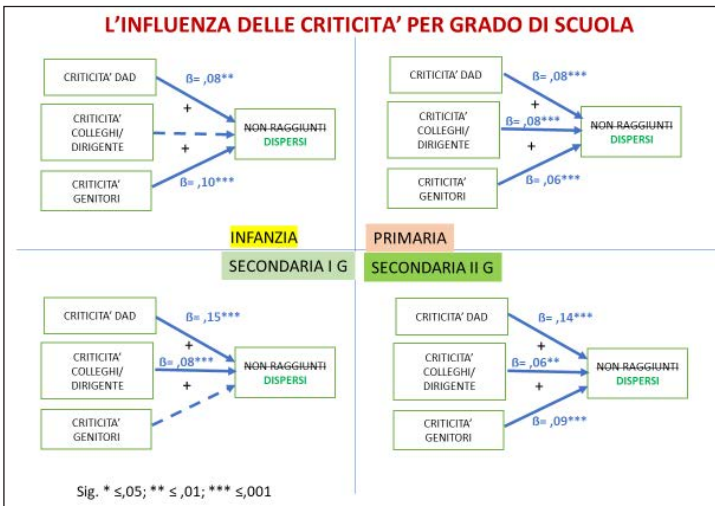 L'INFLUENZA DELLE CRITICITA' PER GRADO DI SCUOLA
CRITICITA' DAD
ß= ,08**
+
CRITICITA'
COLLEGHI/
DIRIGENTE
NON RAGGIUNTI
DISPERSI
+
CRITICITA'
GENITORI
ß= ,10***
INFANZIA
CRITICITA' DAD
ß= ,08***
+
CRITICITA'
COLLEGHI/
DIRIGENTE
ß= ,08***
NON RAGGIUNTI
DISPERSI
+
CRITICITA'
GENITORI
ß= ,06***
PRIMARIA
SECONDARIA I G
CRITICITA' DAD
ß= ,15***
+
CRITICITA'
COLLEGHI/
DIRIGENTE
ß= ,08***
NON RAGGIUNTI
DISPERSI
+
CRITICITA'
GENITORI
SECONDARIA II G
CRITICITA' DAD
ß= ,14***
+
CRITICITA'
COLLEGHI/
DIRIGENTE
ß= ,06**
NON RAGGIUNTI
DISPERSI
+
CRITICITA'
GENITORI
ß= ,09***
Sig. * ≤,05; ** ≤ ,01; *** ≤,001